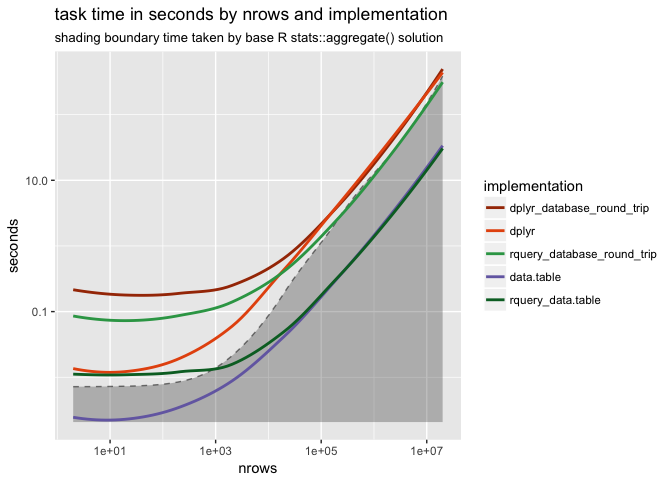 task time in seconds by nrows and implementation
shading boundary time taken by base R stats::aggregate() solution
seconds
10.0
0.1
1e+01
1e+03
1e+05
1e+07
nrows
implementation
dplyr_database_round_trip
dplyr
rquery_database_round_trip
data.table
rquery_data.table